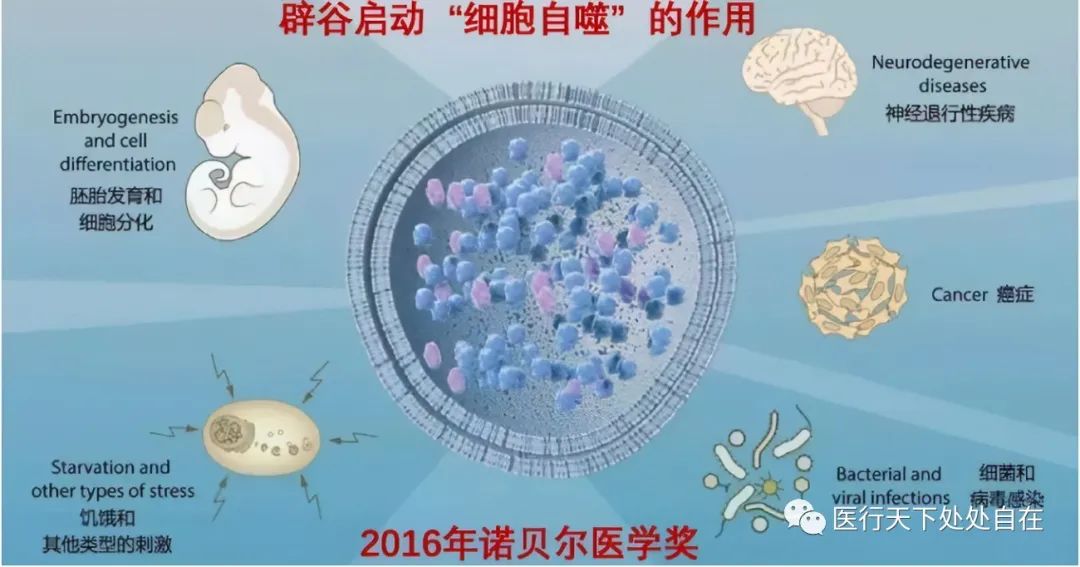 辟谷启动“细胞自噬”的作用
Embryogenesis
and cell
differentiation
胚胎发育和
细胞分化
Neurodegenerative
diseases
神经退行性疾病
Cancer 癌症
Starvation and
other types of stress
饥饿和
其他类型的刺激
Bacterial and
viral infections
细菌和
病毒感染
医行天下处处自在
2016年诺贝尔医学奖